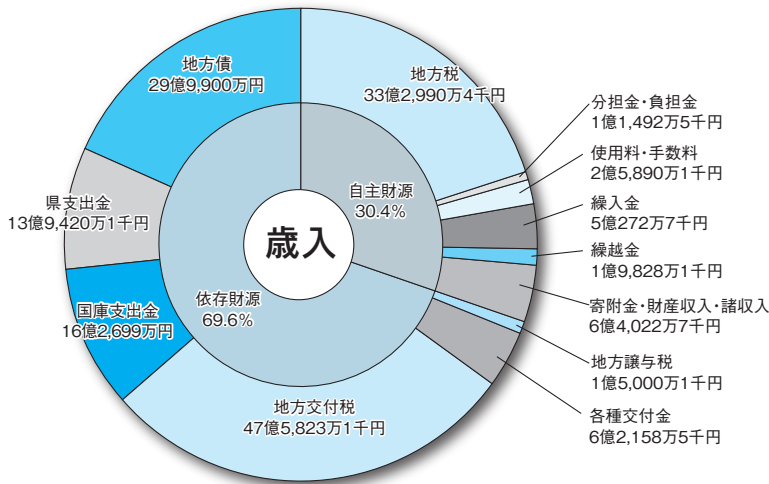 地方債
29億9,900万円
地方税
33億2,990万4千円
分担金・負担金
1億1,492万5千円
使用料・手数料
2億5,890万1千円
繰入金
5億272万7千円
繰越金
1億9,828万1千円
寄附金・財産収入・諸収入
6億4,022万7千円
地方譲与税
1億5,000万1千円
各種交付金
6億2,158万5千円
地方交付税
47億5,823万1千円
国庫支出金
16億2,699万円
県支出金
13億9,420万1千円
自主財源
30.4%
依存財源
69.6%
歳入